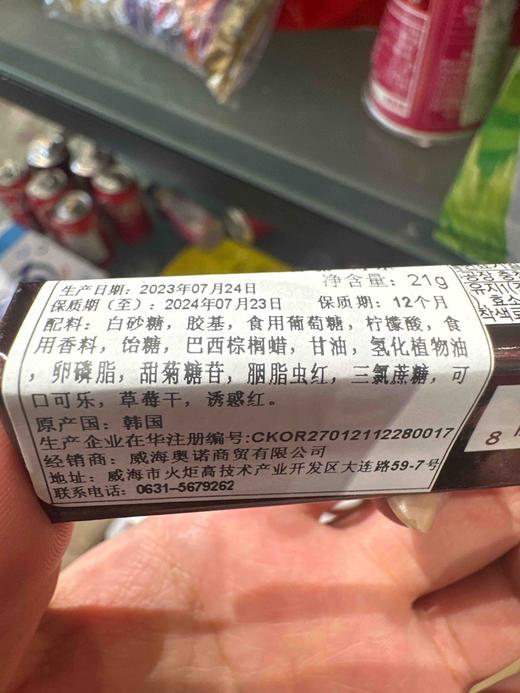 净含量: 21g
生产日期: 2023年07月24日
保质期（至）: 2024年07月23日 保质期: 12个月
配料: 白砂糖，胶基，食用葡萄糖，柠檬酸，食
用香料，饴糖，巴西棕榈蜡，甘油，氢化植物油
，卵磷脂，甜菊糖苷，胭脂虫红，三氯蔗糖，可
口可乐，草莓干，诱惑红。
原产国: 韩国
生产企业在华注册编号:CKOR27012112280017
经销商: 威海奥诺商贸有限公司
地址: 威海市火炬高技术产业开发区大连路59-7号
联系电话: 0631-5679262
효소
8